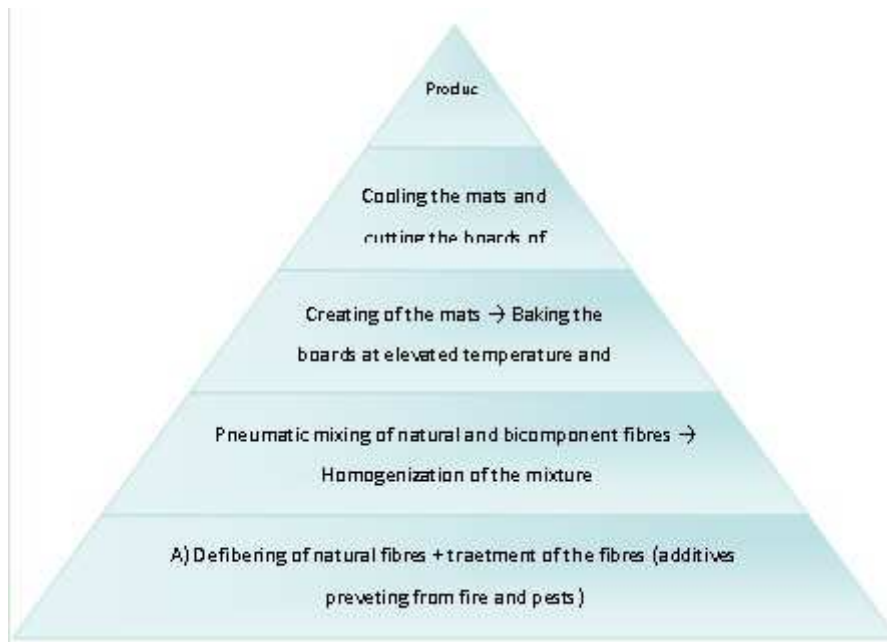 Produc
Cooling the mats and
cutting the boards of
Creating of the mats → Baking the
boards at elevated temperature and
Pneumatic mixing of natural and bicomponent fibres →
Homogenization of the mixture
A) Defibering of natural fibres + traetment of the fibres (additives
preveting from fire and pests)